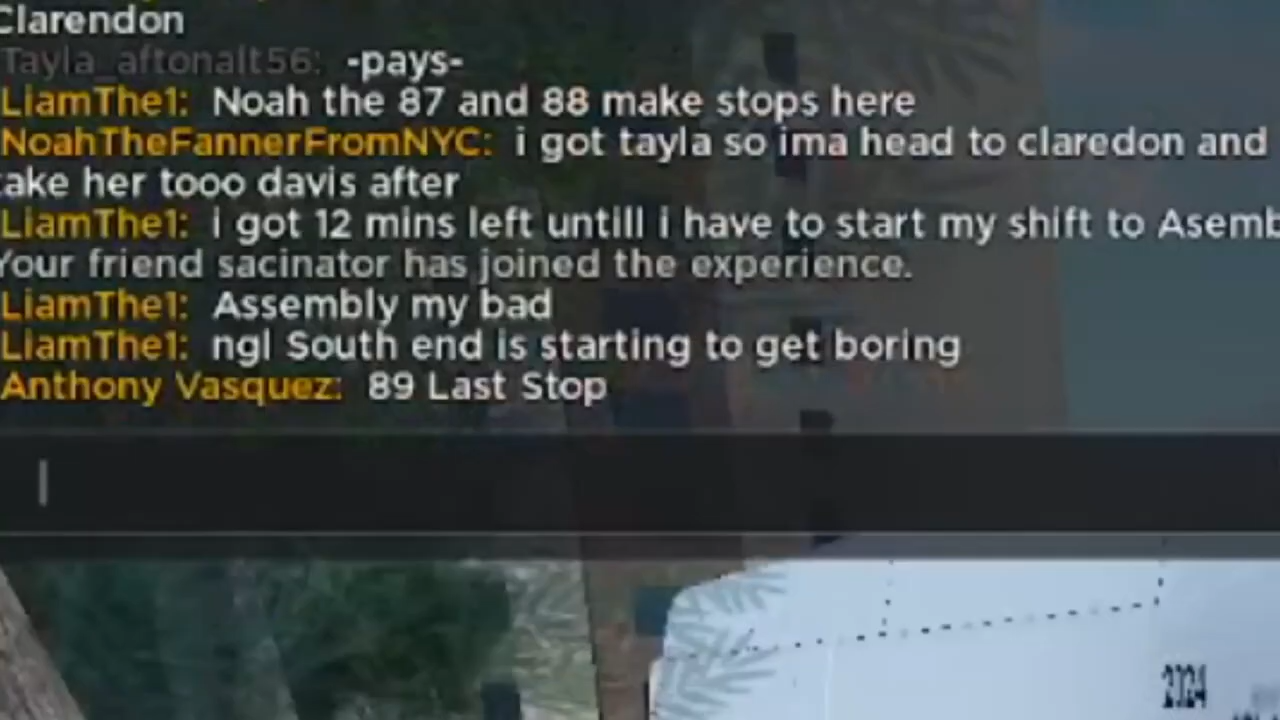 Clarendon
Tayla_aftonalt56: -pays-
LiamThe1: Noah the 87 and 88 make stops here
NoahTheFannerFromNYC: i got tayla so ima head to claredon and
take her tooo davis after
LiamThe1: i got 12 mins left untill i have to start my shift to Asemb
Your friend sacinator has joined the experience.
LiamThe1: Assembly my bad
LiamThe1: ngl South end is starting to get boring
Anthony Vasquez: 89 Last Stop
2024